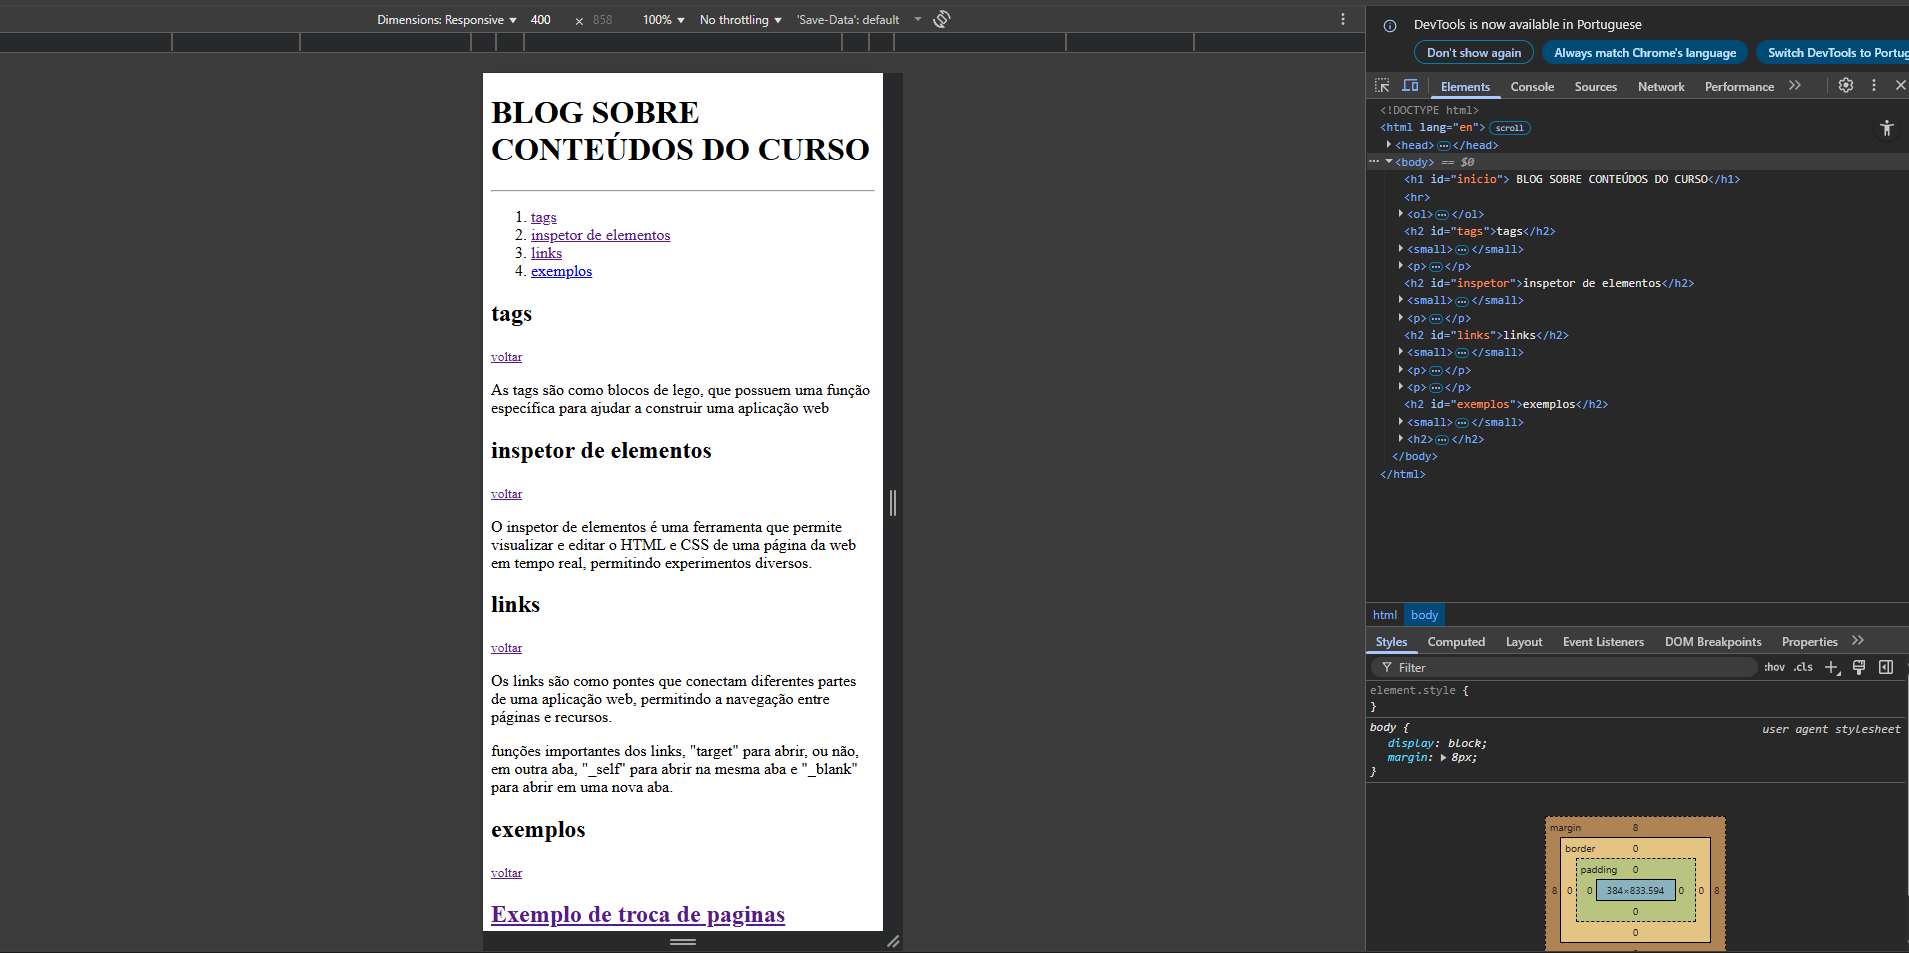 Dimensions: Responsive ▼ 400 × 858 100% ▼ No throttling ▼ 'Save-Data': default
BLOG SOBRE
CONTEÚDOS DO CURSO
1. tags
2. inspetor de elementos
3. links
4. exemplos
tags
voltar
As tags são como blocos de lego, que possuem uma função
específica para ajudar a construir uma aplicação web
inspetor de elementos
voltar
O inspetor de elementos é uma ferramenta que permite
visualizar e editar o HTML e CSS de uma página da web
em tempo real, permitindo experimentos diversos.
links
voltar
Os links são como pontes que conectam diferentes partes
de uma aplicação web, permitindo a navegação entre
páginas e recursos.
funções importantes dos links, "target" para abrir, ou não,
em outra aba, "_self" para abrir na mesma aba e "_blank"
para abrir em uma nova aba.
exemplos
voltar
Exemplo de troca de paginas
DevTools is now available in Portuguese
Don't show again Always match Chrome's language Switch DevTools to Portug
Elements Console Sources Network Performance
<!DOCTYPE html>
<html lang="en"> scroll
<head> ⋯ </head>
<body> == $0
<h1 id="inicio"> BLOG SOBRE CONTEÚDOS DO CURSO</h1>
<hr>
<ol> ⋯ </ol>
<h2 id="tags">tags</h2>
<small> ⋯ </small>
<p> ⋯ </p>
<h2 id="inspetor">inspetor de elementos</h2>
<small> ⋯ </small>
<p> ⋯ </p>
<h2 id="links">links</h2>
<small> ⋯ </small>
<p> ⋯ </p>
<p> ⋯ </p>
<h2 id="exemplos">exemplos</h2>
<small> ⋯ </small>
<h2> ⋯ </h2>
</body>
</html>
html body
Styles Computed Layout Event Listeners DOM Breakpoints Properties
Filter :hov .cls
element.style {
}
body { user agent stylesheet
display: block;
margin: ▶ 8px;
}
margin 8
border 0
padding 0
8 0 0 384×833.594 0 0 8
0
0